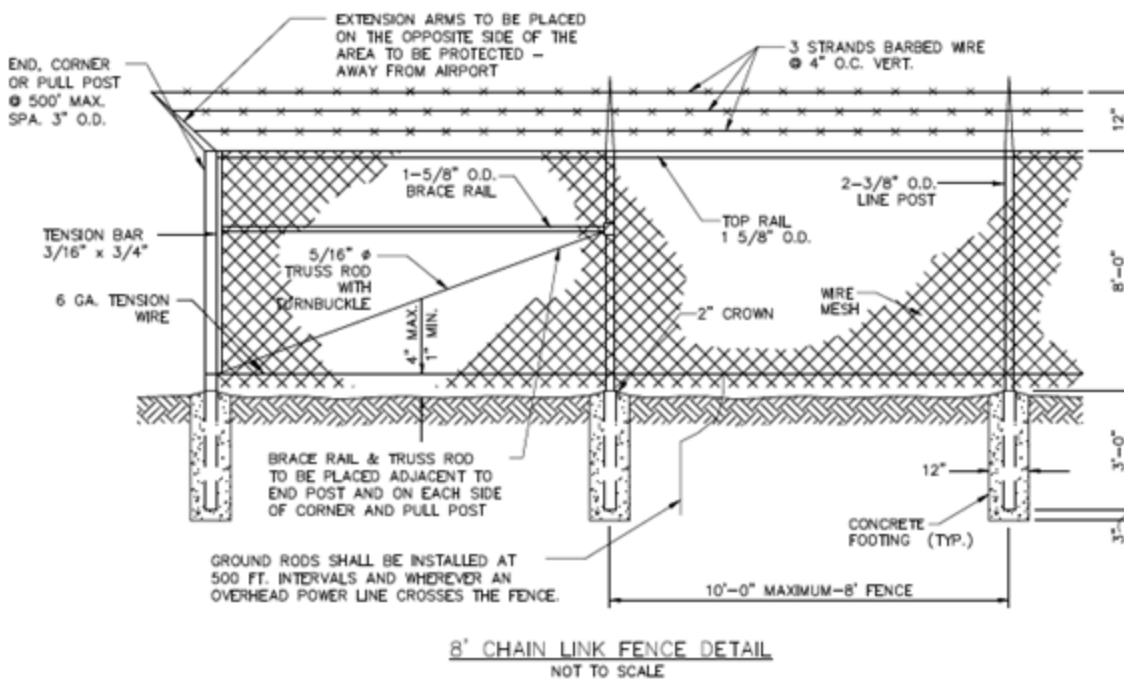 EXTENSION ARMS TO BE PLACED
ON THE OPPOSITE SIDE OF THE
AREA TO BE PROTECTED –
AWAY FROM AIRPORT
3 STRANDS BARBED WIRE
@ 4" O.C. VERT.
END, CORNER
OR PULL POST
@ 500' MAX.
SPA. 3" O.D.
12"
1-5/8" O.D.
BRACE RAIL
2-3/8" O.D.
LINE POST
TOP RAIL
1 5/8" O.D.
TENSION BAR
3/16" x 3/4"
5/16" ø
TRUSS ROD
WITH
TURNBUCKLE
8'-0"
6 GA. TENSION
WIRE
4" MAX.
1" MIN.
2" CROWN
WIRE
MESH
BRACE RAIL & TRUSS ROD
TO BE PLACED ADJACENT TO
END POST AND ON EACH SIDE
OF CORNER AND PULL POST
12"
3'-0"
CONCRETE
FOOTING (TYP.)
3"
GROUND RODS SHALL BE INSTALLED AT
500 FT. INTERVALS AND WHEREVER AN
OVERHEAD POWER LINE CROSSES THE FENCE.
10'-0" MAXIMUM-8' FENCE
8' CHAIN LINK FENCE DETAIL
NOT TO SCALE